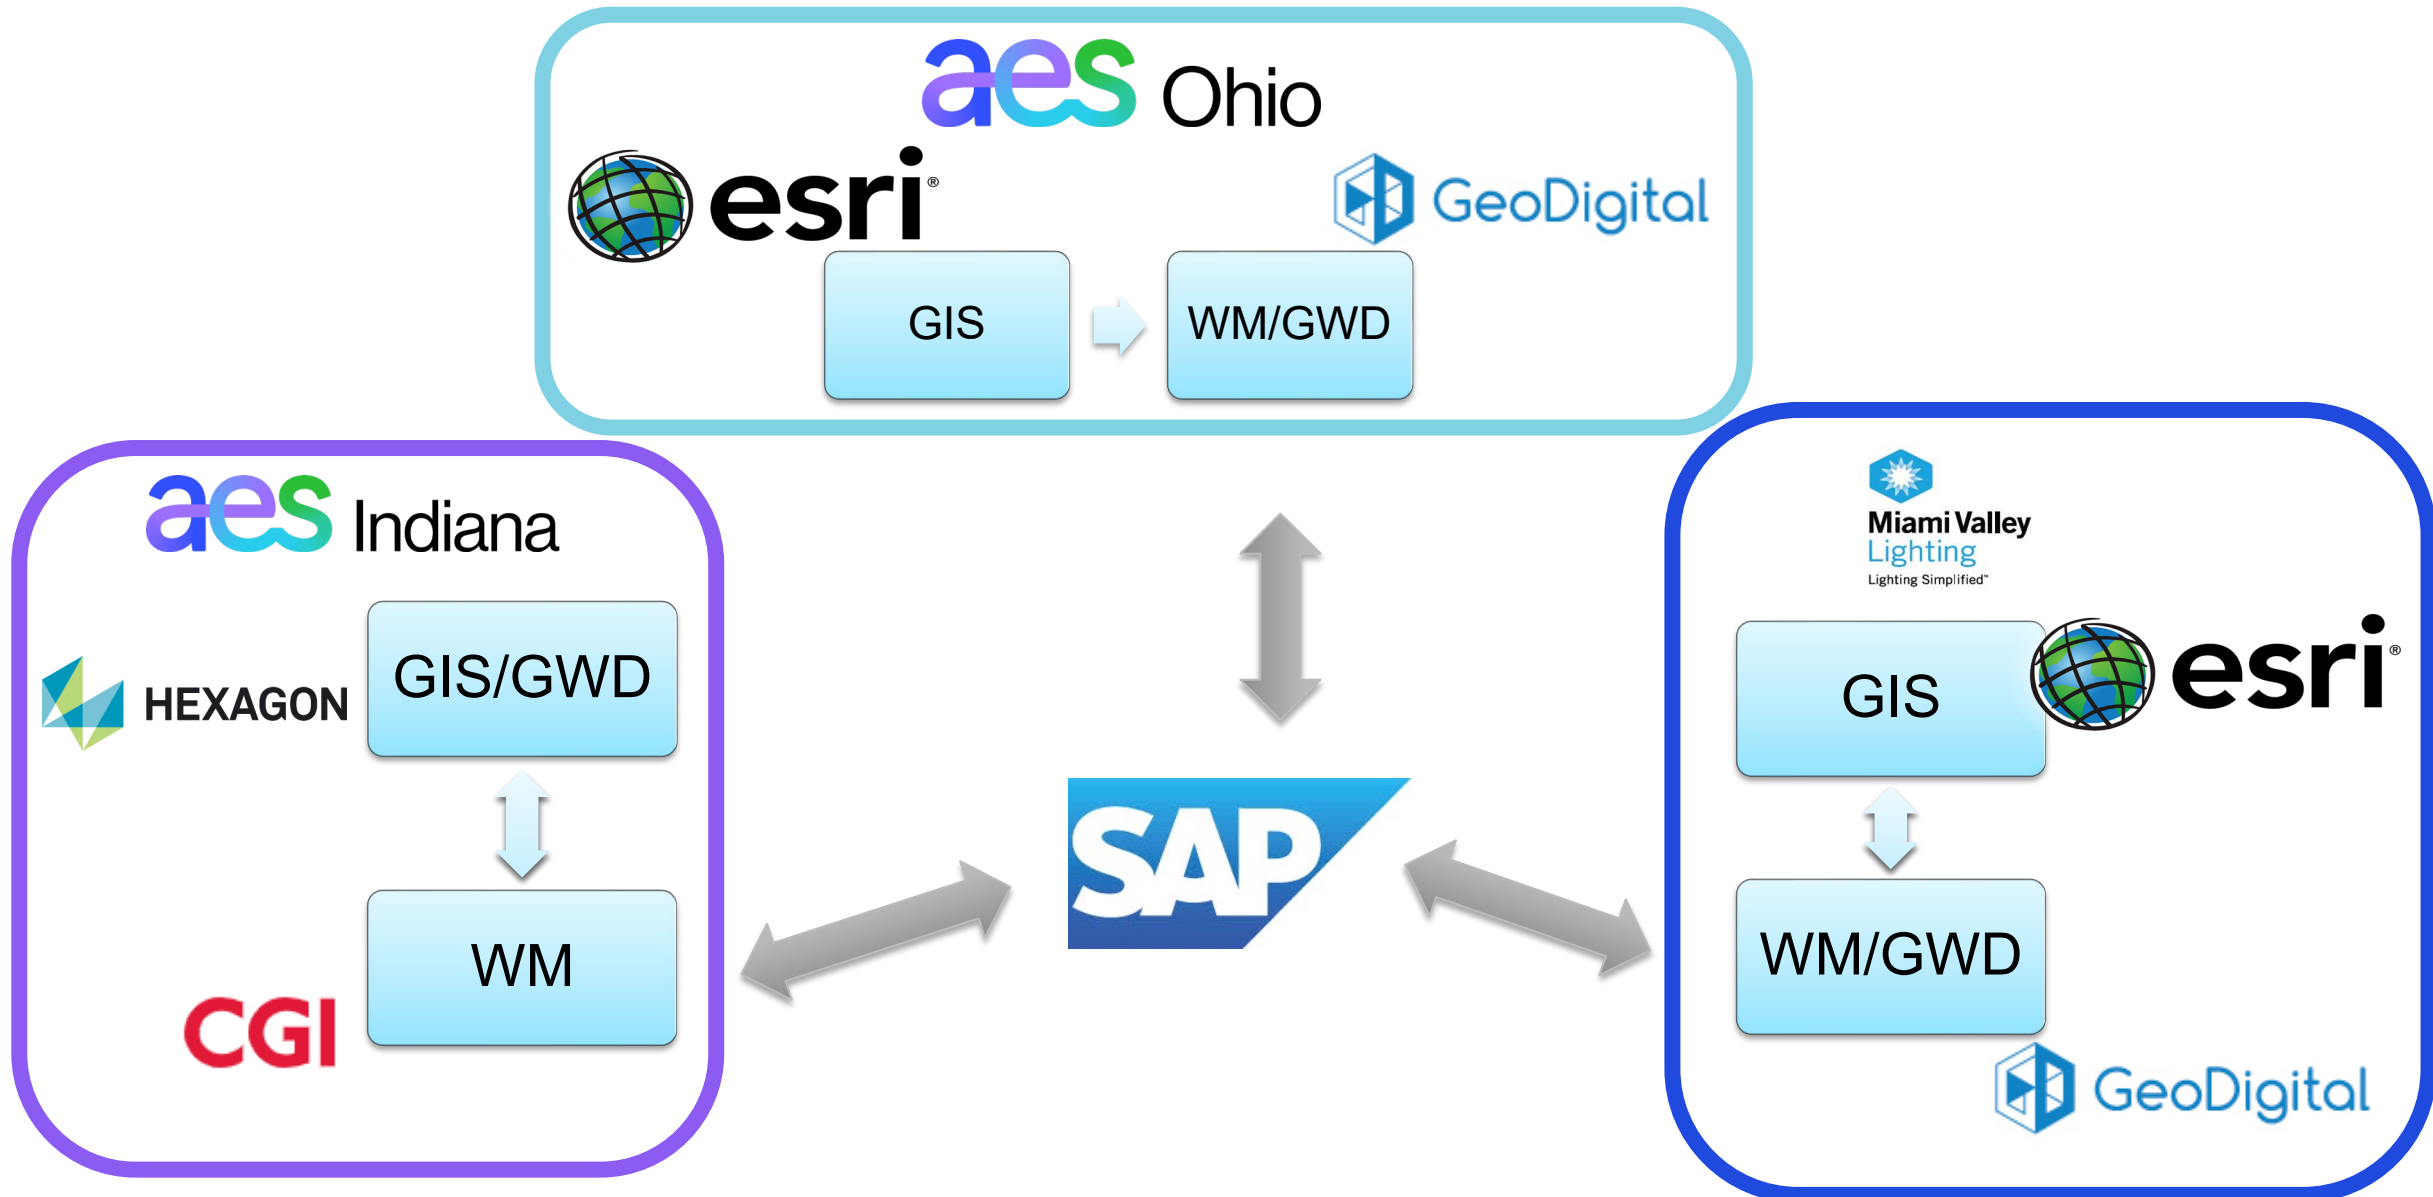 aes Ohio
esri®
GeoDigital
GIS
WM/GWD
aes Indiana
HEXAGON
GIS/GWD
WM
CGI
SAP
Miami Valley
Lighting
Lighting Simplified™
GIS
esri®
WM/GWD
GeoDigital